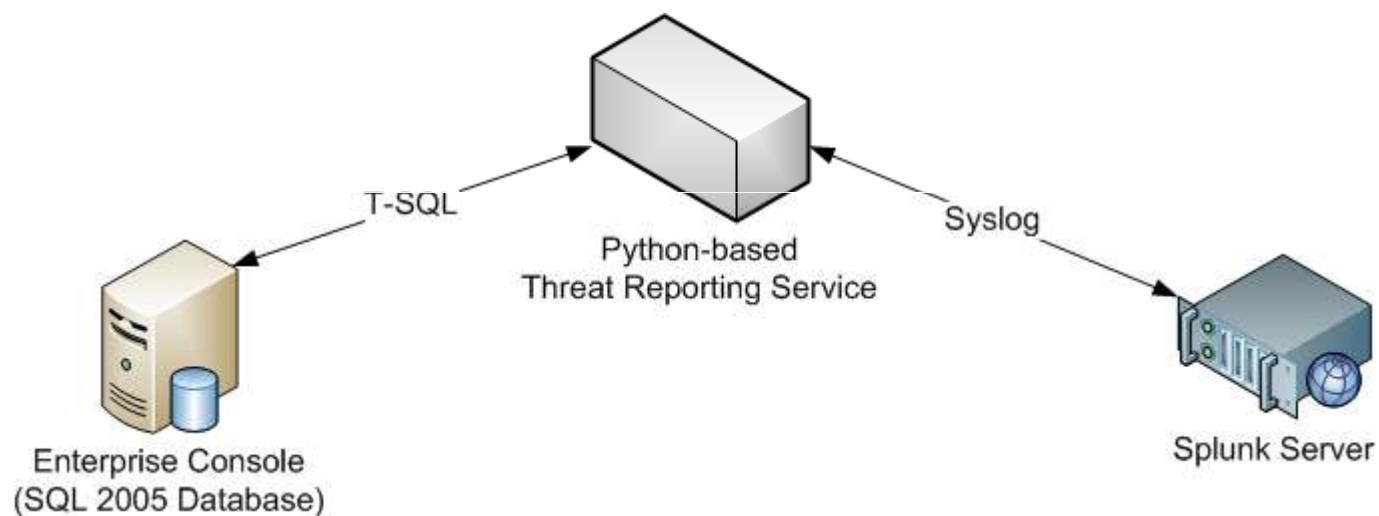 T-SQL
Syslog
Python-based
Threat Reporting Service
Enterprise Console
(SQL 2005 Database)
Splunk Server